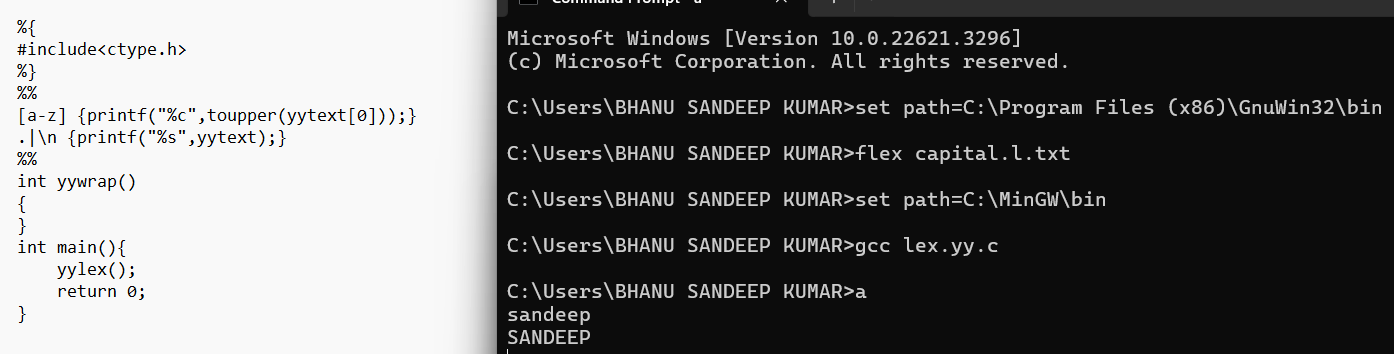 %{
#include<ctype.h>
%}
%%
[a-z] {printf("%c",toupper(yytext[0]));}
.|\n {printf("%s",yytext);}
%%
int yywrap()
{
}
int main(){
    yylex();
    return 0;
}
Command Prompt - a
Microsoft Windows [Version 10.0.22621.3296]
(c) Microsoft Corporation. All rights reserved.
C:\Users\BHANU SANDEEP KUMAR>set path=C:\Program Files (x86)\GnuWin32\bin
C:\Users\BHANU SANDEEP KUMAR>flex capital.l.txt
C:\Users\BHANU SANDEEP KUMAR>set path=C:\MinGW\bin
C:\Users\BHANU SANDEEP KUMAR>gcc lex.yy.c
C:\Users\BHANU SANDEEP KUMAR>a
sandeep
SANDEEP